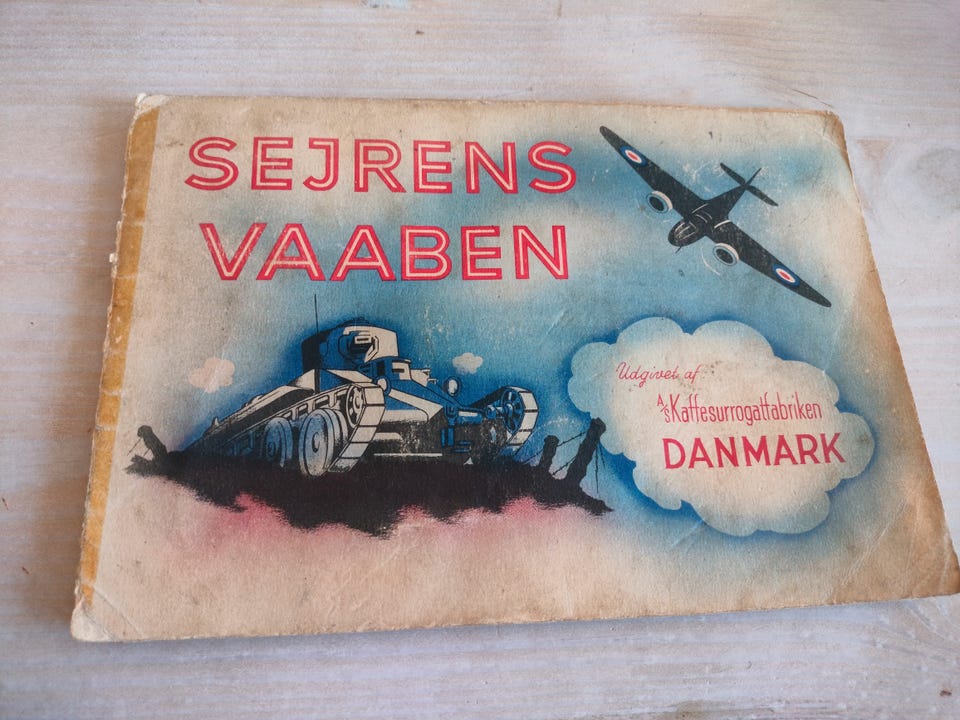 SEJRENS
VAABEN
Udgivet af
A/S Kaffesurrogatfabriken
DANMARK